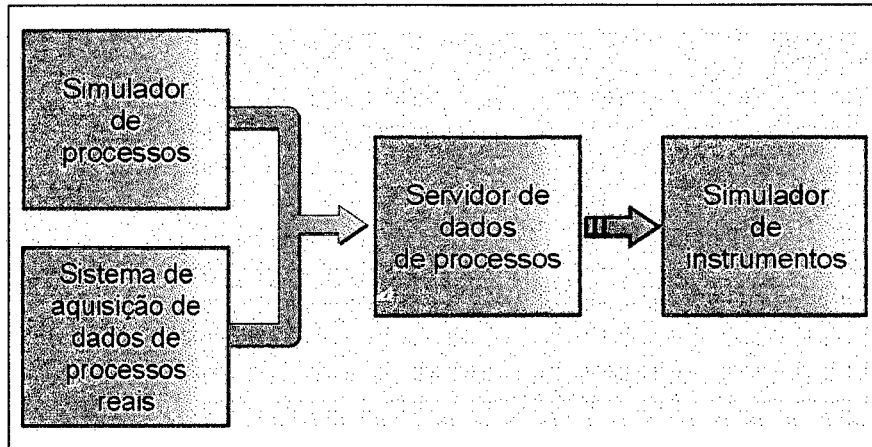 Simulador
de
processos
Sistema de
aquisição de
dados de
processos
reais
Servidor de
dados
de processos
Simulador
de
instrumentos